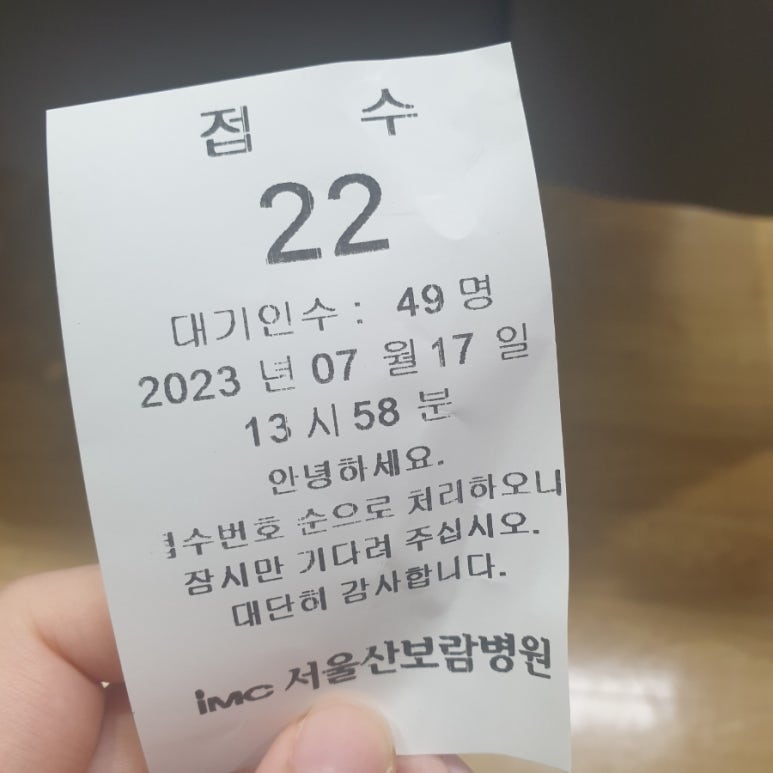 접 수
22
대기인수 : 49 명
2023 년 07 월 17 일
13 시 58 분
안녕하세요.
순으로 처리하오니
잠시만 기다려 주십시오.
대단히 감사합니다.
iMC 서울산보람병원